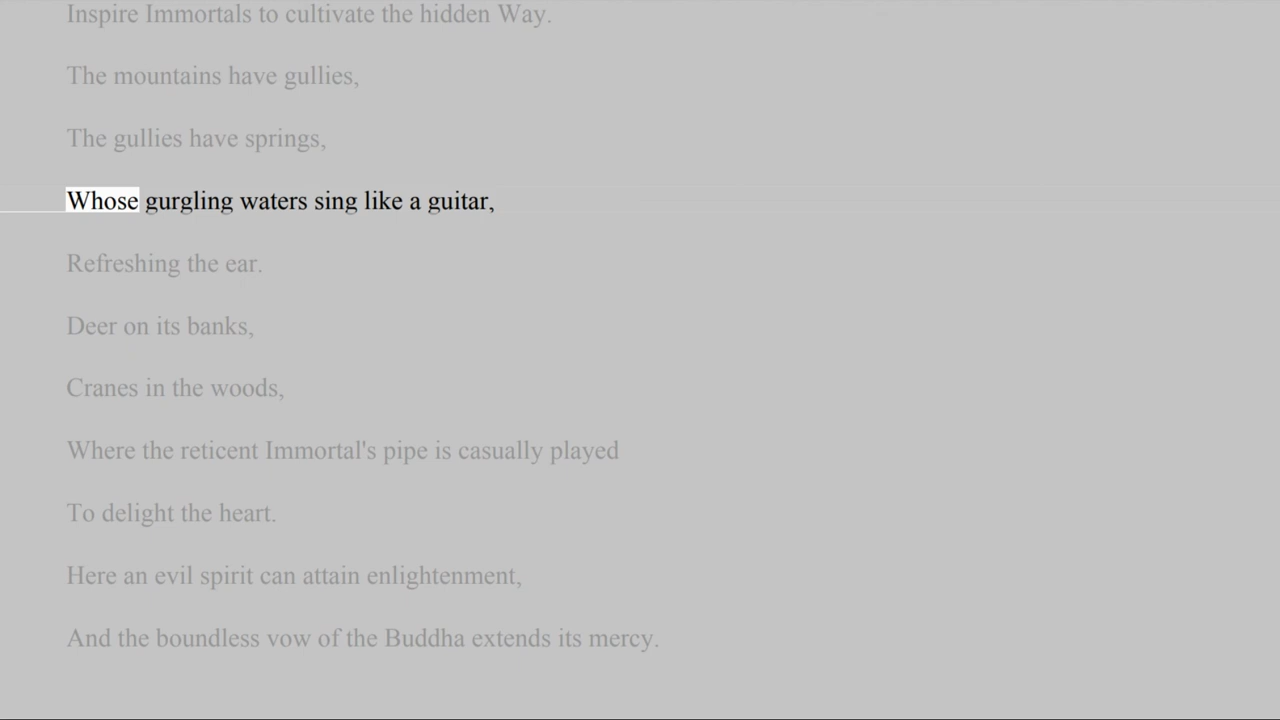 Inspire Immortals to cultivate the hidden Way.
The mountains have gullies,
The gullies have springs,
Whose gurgling waters sing like a guitar,
Refreshing the ear.
Deer on its banks,
Cranes in the woods,
Where the reticent Immortal's pipe is casually played
To delight the heart.
Here an evil spirit can attain enlightenment,
And the boundless vow of the Buddha extends its mercy.